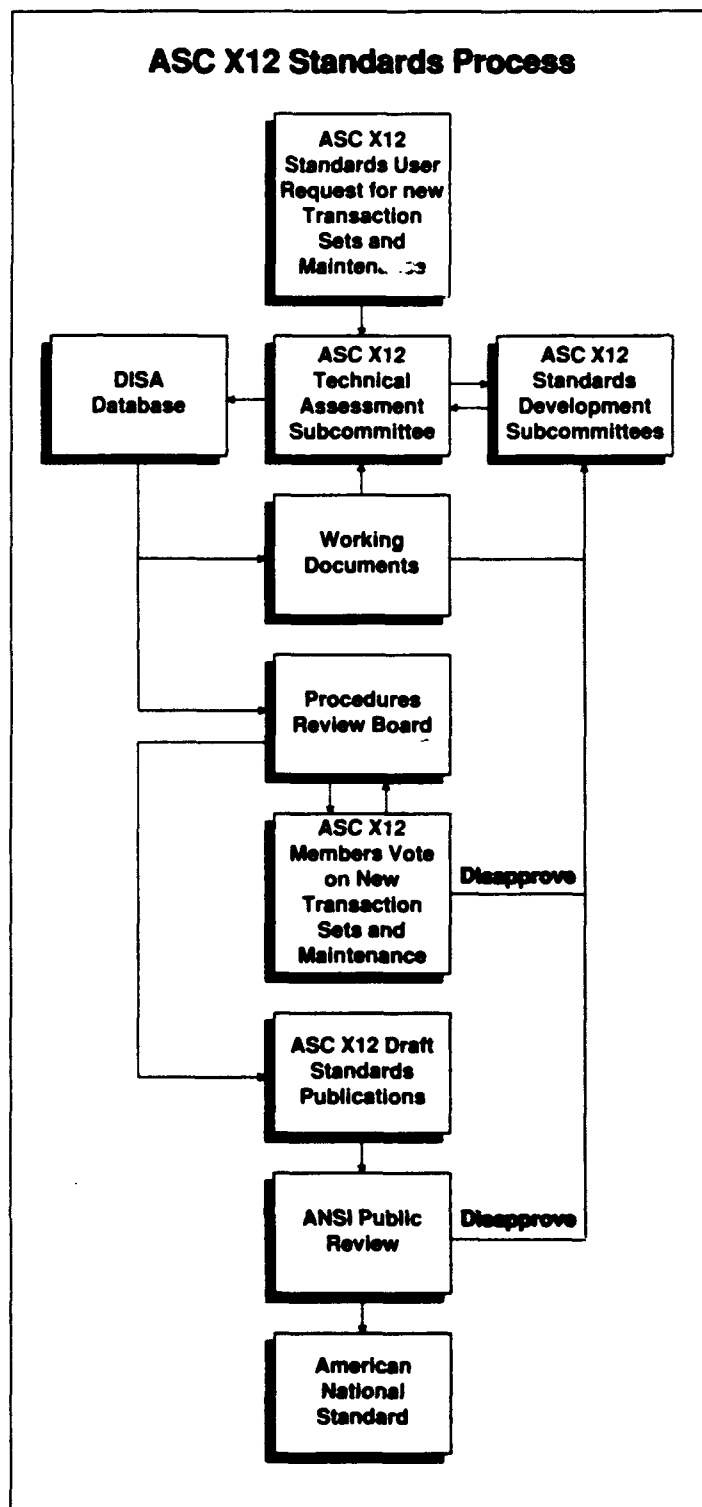 ASC X12 Standards Process
ASC X12
Standards User
Request for new
Transaction
Sets and
DISA
Database
ASC X12
Technical
Assessment
Subcommittee
ASC X12
Standards
Development
Subcommittees
Working
Documents
Procedures
Review Board
ASC X12
Members Vote
on New
Transaction
Sets and
Maintenance
Disapprove
ASC X12 Draft
Standards
Publications
ANSI Public
Review
Disapprove
American
National
Standard